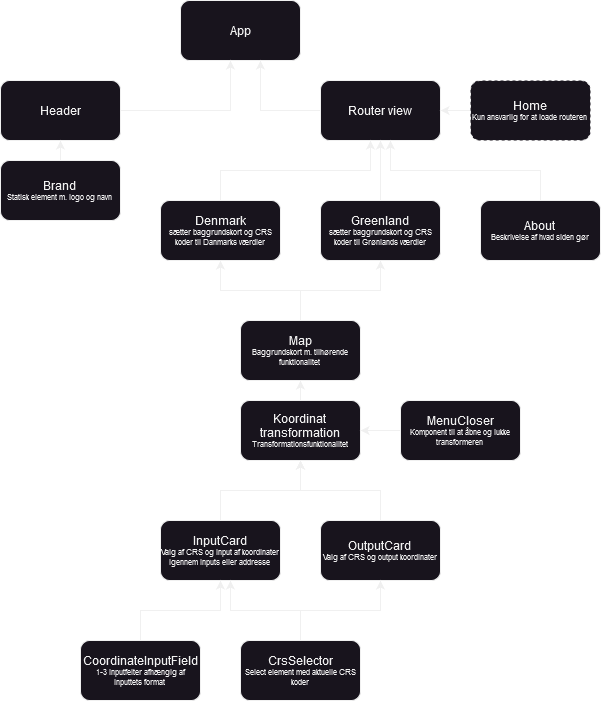 App
Header
Router view
Home
Kun ansvarlig for at loade routeren
Brand
Statisk element m. logo og navn
Denmark
sætter baggrundskort og CRS
koder til Danmarks værdier
Greenland
sætter baggrundskort og CRS
koder til Grønlands værdier
About
Beskrivelse af hvad siden gør
Map
Baggrundskort m. tilhørende
funktionalitet
Koordinat
transformation
Transformationsfunktionalitet
MenuCloser
Komponent til at åbne og lukke
transformeren
InputCard
Valg af CRS og input af koordinater
igennem inputs eller addresse
OutputCard
Valg af CRS og output koordinater
CoordinateInputField
1-3 inputfelter afhængig af
inputtets format
CrsSelector
Select element med aktuelle CRS
koder